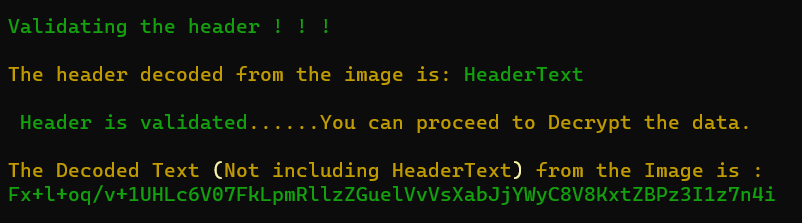 Validating the header ! ! !
The header decoded from the image is: HeaderText
Header is validated......You can proceed to Decrypt the data.
The Decoded Text (Not including HeaderText) from the Image is :
Fx+l+oq/v+1UHLc6V07FkLpmRllzZGuelVvVsXabJjYWyC8V8KxtZBPz3I1z7n4i